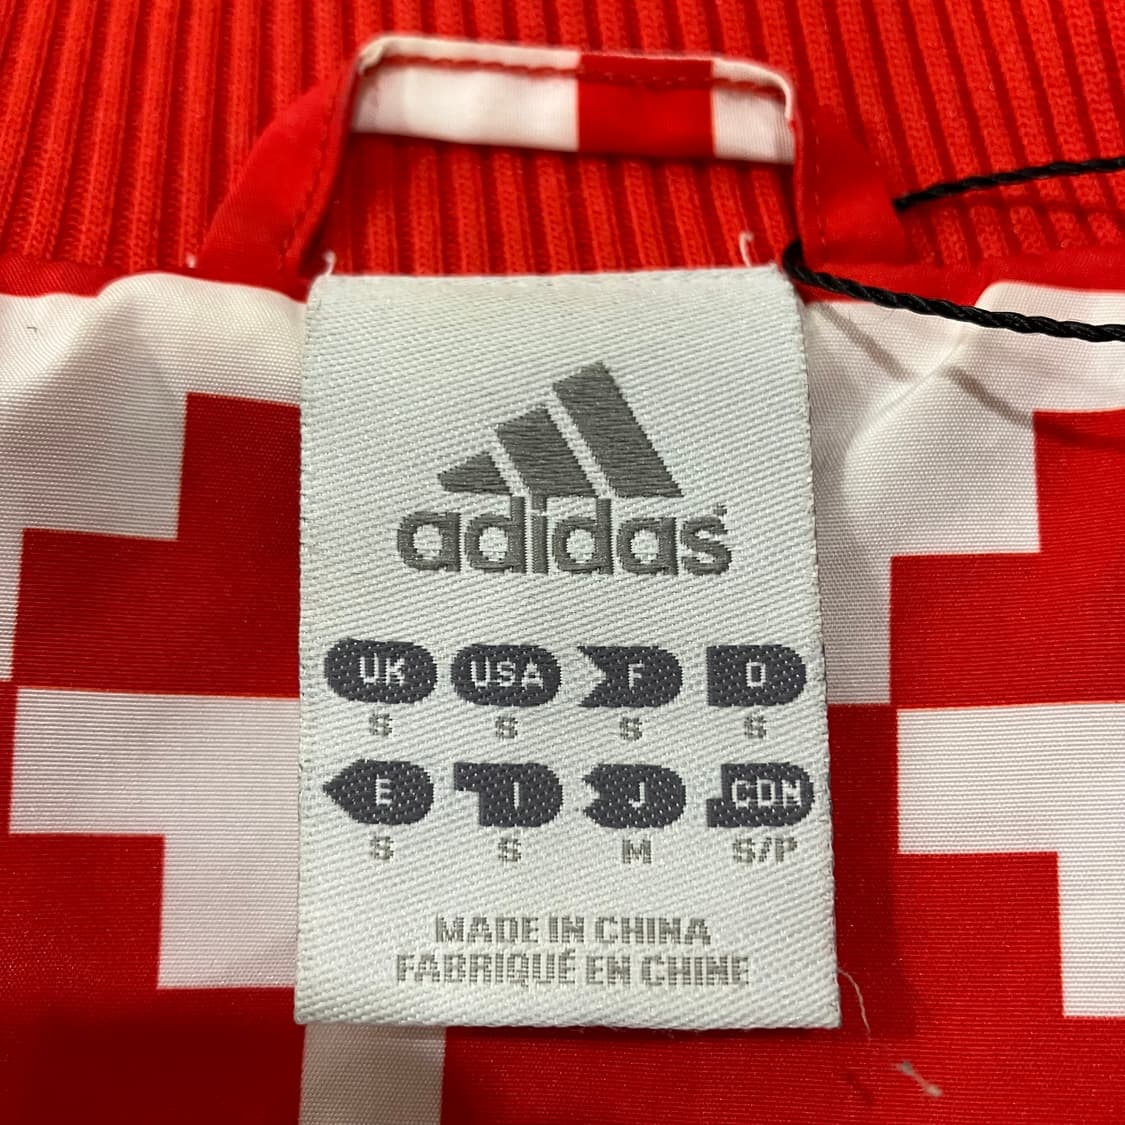 adidas
UK USA F D
S S S S
E I J CDN
S S M S/P
MADE IN CHINA
FABRIQUÉ EN CHINE